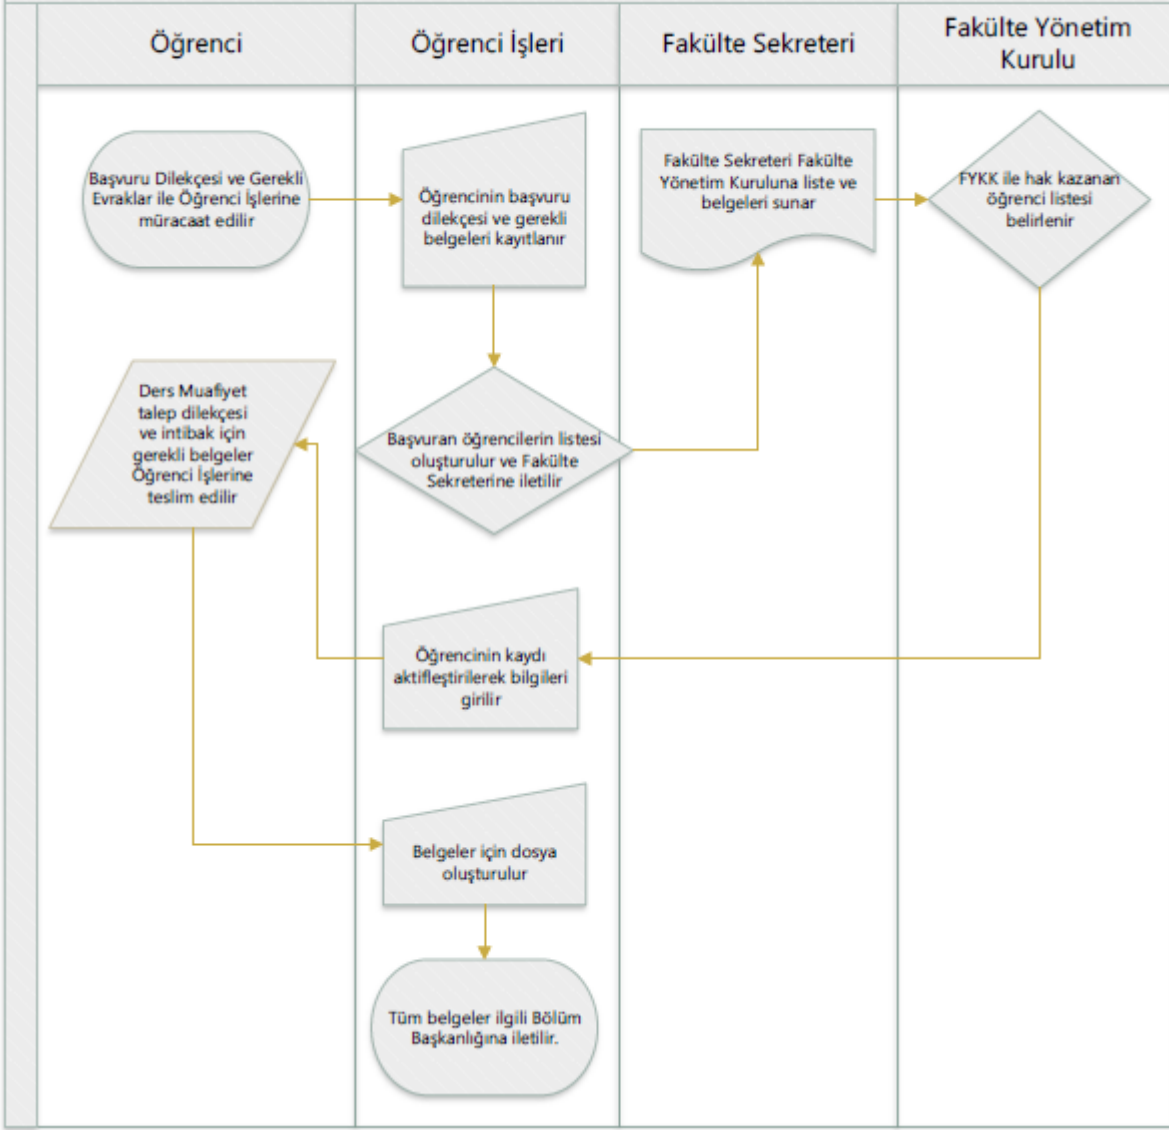 Öğrenci
Öğrenci İşleri
Fakülte Sekreteri
Fakülte Yönetim
Kurulu
Başvuru Dilekçesi ve Gerekli
Evraklar ile Öğrenci İşlerine
müracaat edilir
Öğrencinin başvuru
dilekçesi ve gerekli
belgeleri kayıtlanır
Fakülte Sekreteri Fakülte
Yönetim Kuruluna liste ve
belgeleri sunar
FYKK ile hak kazanan
öğrenci listesi
belirlenir
Ders Muafiyet
talep dilekçesi
ve intibak için
gerekli belgeler
Öğrenci İşlerine
teslim edilir
Başvuran öğrencilerin listesi
oluşturulur ve Fakülte
Sekreterine iletilir
Öğrencinin kaydı
aktifleştirilerek bilgileri
girilir
Belgeler için dosya
oluşturulur
Tüm belgeler ilgili Bölüm
Başkanlığına iletilir.